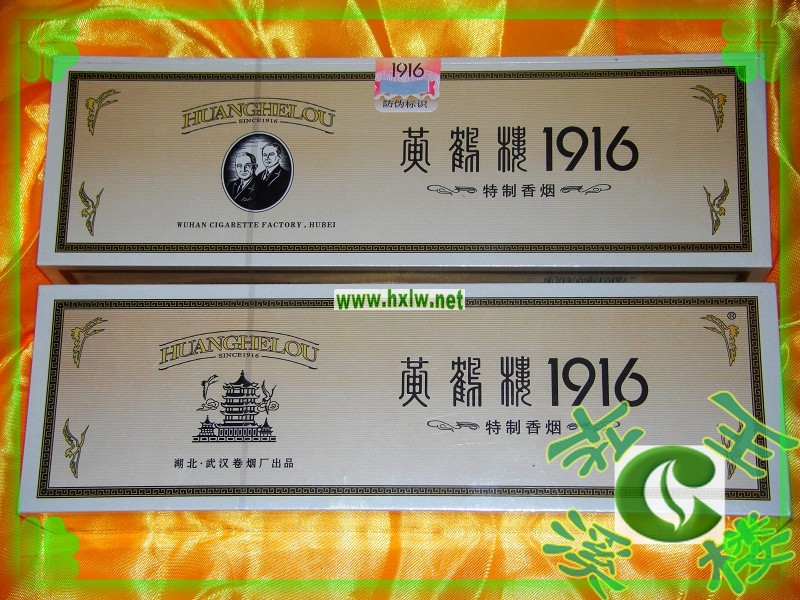 1916
防伪标识
HUANGHELOU
SINCE1916
黄鹤楼1916
特制香烟
WUHAN CIGARETTE FACTORY, HUBEI
www.hxlw.net
HUANGHELOU
SINCE1916
®
黄鹤楼1916
特制香烟
湖北·武汉卷烟厂出品